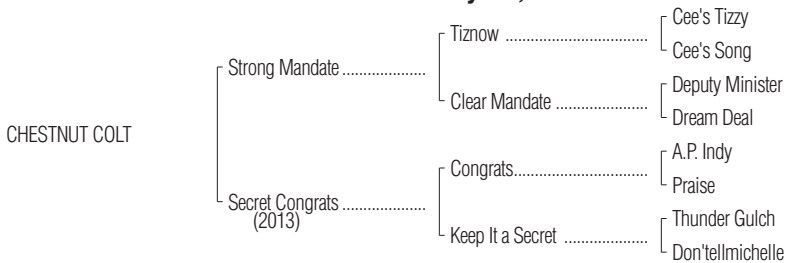 Cee's Tizzy
Tiznow
Cee's Song
Strong Mandate
Deputy Minister
Clear Mandate
Dream Deal
CHESTNUT COLT
A.P. Indy
Congrats
Praise
Secret Congrats
(2013)
Thunder Gulch
Keep It a Secret
Don'tellmichelle